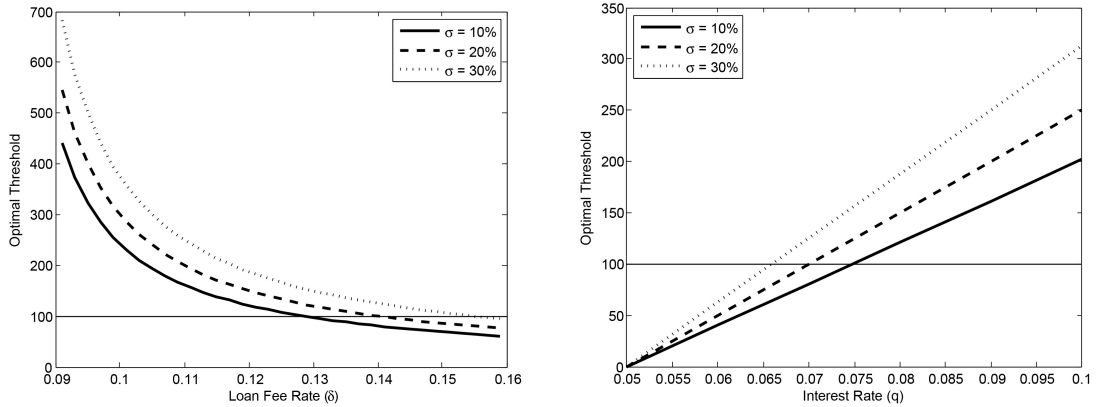 700
600
500
400
300
200
100
0
Optimal Threshold
σ = 10%
σ = 20%
σ = 30%
0.09 0.1 0.11 0.12 0.13 0.14 0.15 0.16
Loan Fee Rate (δ)
350
300
250
200
150
100
50
0
Optimal Threshold
σ = 10%
σ = 20%
σ = 30%
0.05 0.055 0.06 0.065 0.07 0.075 0.08 0.085 0.09 0.095 0.1
Interest Rate (q)